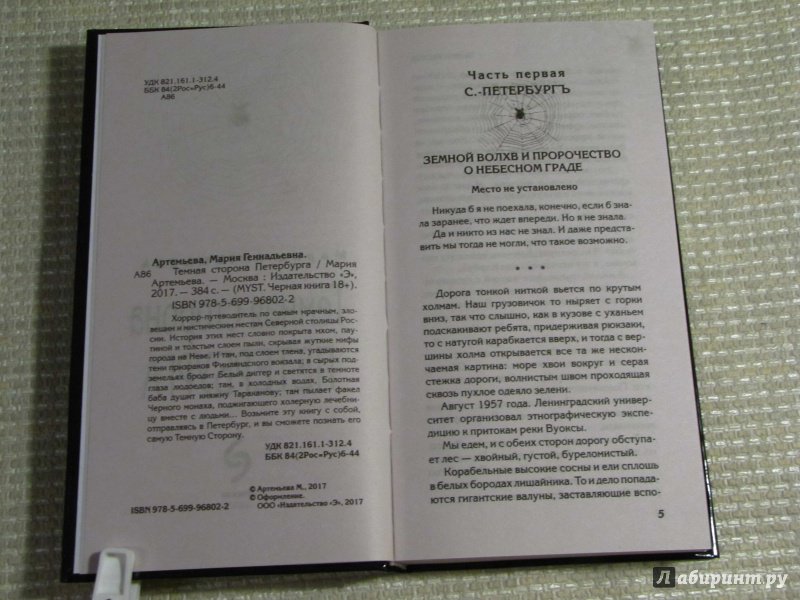 УДК 821.161.1-312.4
ББК 84(2Рос=Рус)6-44
А86
Артемьева, Мария Геннадьевна.
А86 Темная сторона Петербурга / Мария
Артемьева. — Москва : Издательство «Э»,
2017. — 384 с. — (MYST. Черная книга 18+).
ISBN 978-5-699-96802-2
Хоррор-путеводитель по самым мрачным, зло-
вещим и мистическим местам Северной столицы Рос-
сии. История этих мест словно покрыта мхом, пау-
тиной и толстым слоем пыли, скрывая жуткие мифы
города на Неве. И там, под слоем тлена, угадываются
тени призраков Финляндского вокзала; в сырых под-
земельях бродит Белый диггер и светятся в темноте
глаза людоедов; там, в холодных водах, Болотная
баба душит княжну Тараканову; там пылает факел
Черного монаха, поджигающего холерную лечебни-
цу вместе с людьми... Возьмите эту книгу с собой,
отправляясь в Петербург, и вы сможете познать его
самую Темную Сторону.
УДК 821.161.1-312.4
ББК 84(2Рос=Рус)6-44
© Артемьева М., 2017
© Оформление.
ISBN 978-5-699-96802-2 ООО «Издательство «Э», 2017
Часть первая
С.-ПЕТЕРБУРГЪ
ЗЕМНОЙ ВОЛХВ И ПРОРОЧЕСТВО
О НЕБЕСНОМ ГРАДЕ
Место не установлено
Никуда б я не поехала, конечно, если б зна-
ла заранее, что ждет впереди. Но я не знала.
Да и никто из нас не знал. И даже предста-
вить мы тогда не могли, что такое возможно.
* * *
Дорога тонкой ниткой вьется по крутым
холмам. Наш грузовичок то ныряет с горки
вниз, так что слышно, как в кузове с уханьем
подскакивают ребята, придерживая рюкзаки,
то с натугой карабкается вверх, и тогда с вер-
шины холма открывается все та же нескон-
чаемая картина: море хвои вокруг и серая
стежка дороги, волнистым швом проходящая
сквозь пухлое одеяло зелени.
Август 1957 года. Ленинградский универ-
ситет организовал этнографическую экспе-
дицию к притокам реки Вуоксы.
Мы едем, и с обеих сторон дорогу обступа-
ет лес — хвойный, густой, буреломистый.
Корабельные высокие сосны и ели сплошь
в белых бородах лишайника. То и дело попада-
ются гигантские валуны, заставляющие вспо-
5
Лабиринт.ру